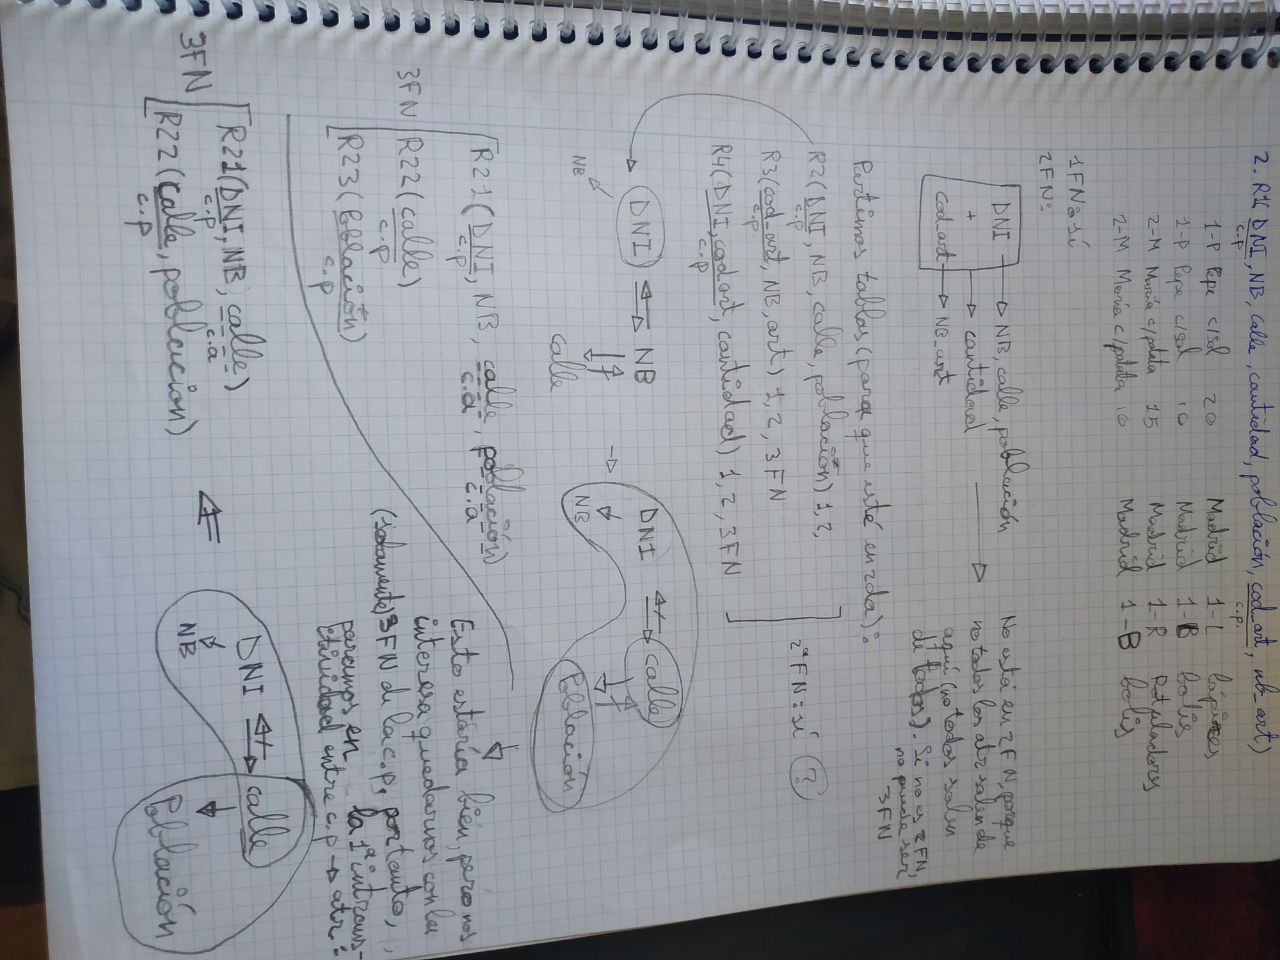 2. R1(DNI, NB, calle, cantidad, población, cod_art, nb_art)
c.p c.p.
1-P Pepe c/sol 20 Madrid 1-L lápices
1-P Pepe c/sol 10 Madrid 1-B bolis
2-M María c/patata 15 Madrid 1-R Rotuladores
2-M María c/patata 10 Madrid 1-B bolis
1FN: sí
2FN:
DNI → NB, calle, población
+ → cantidad
cod_art → NB_art
No está en 2FN, porque
no todos los atr salen de
aquí (no todos salen
de todos). Si no es 2FN,
no puede ser
3FN
Partimos tablas (para que esté en 2da):
R2(DNI, NB, calle, población) 1, 2,
c.p
R3(cod_art, NB, art) 1, 2, 3FN
c.p
R4(DNI, cod art, cantidad) 1, 2, 3FN
c.p
2ª FN: sí ?
DNI NB
NB
calle
DNI calle
NB
Población
R21(DNI, NB, calle, población)
c.p c.a c.a
3FN
R22(calle)
c.p
R23(Población)
c.p
Esto estaría bien, pero nos
interesa quedarnos con la
(solamente) 3FN de la c.p, por tanto,
paramos en la 1ª intrans-
itividad entre c.p → atr:
DNI calle
NB
Población
3FN
R21(DNI, NB, calle)
c.p c.a
R22(calle, poblacion)
c.p